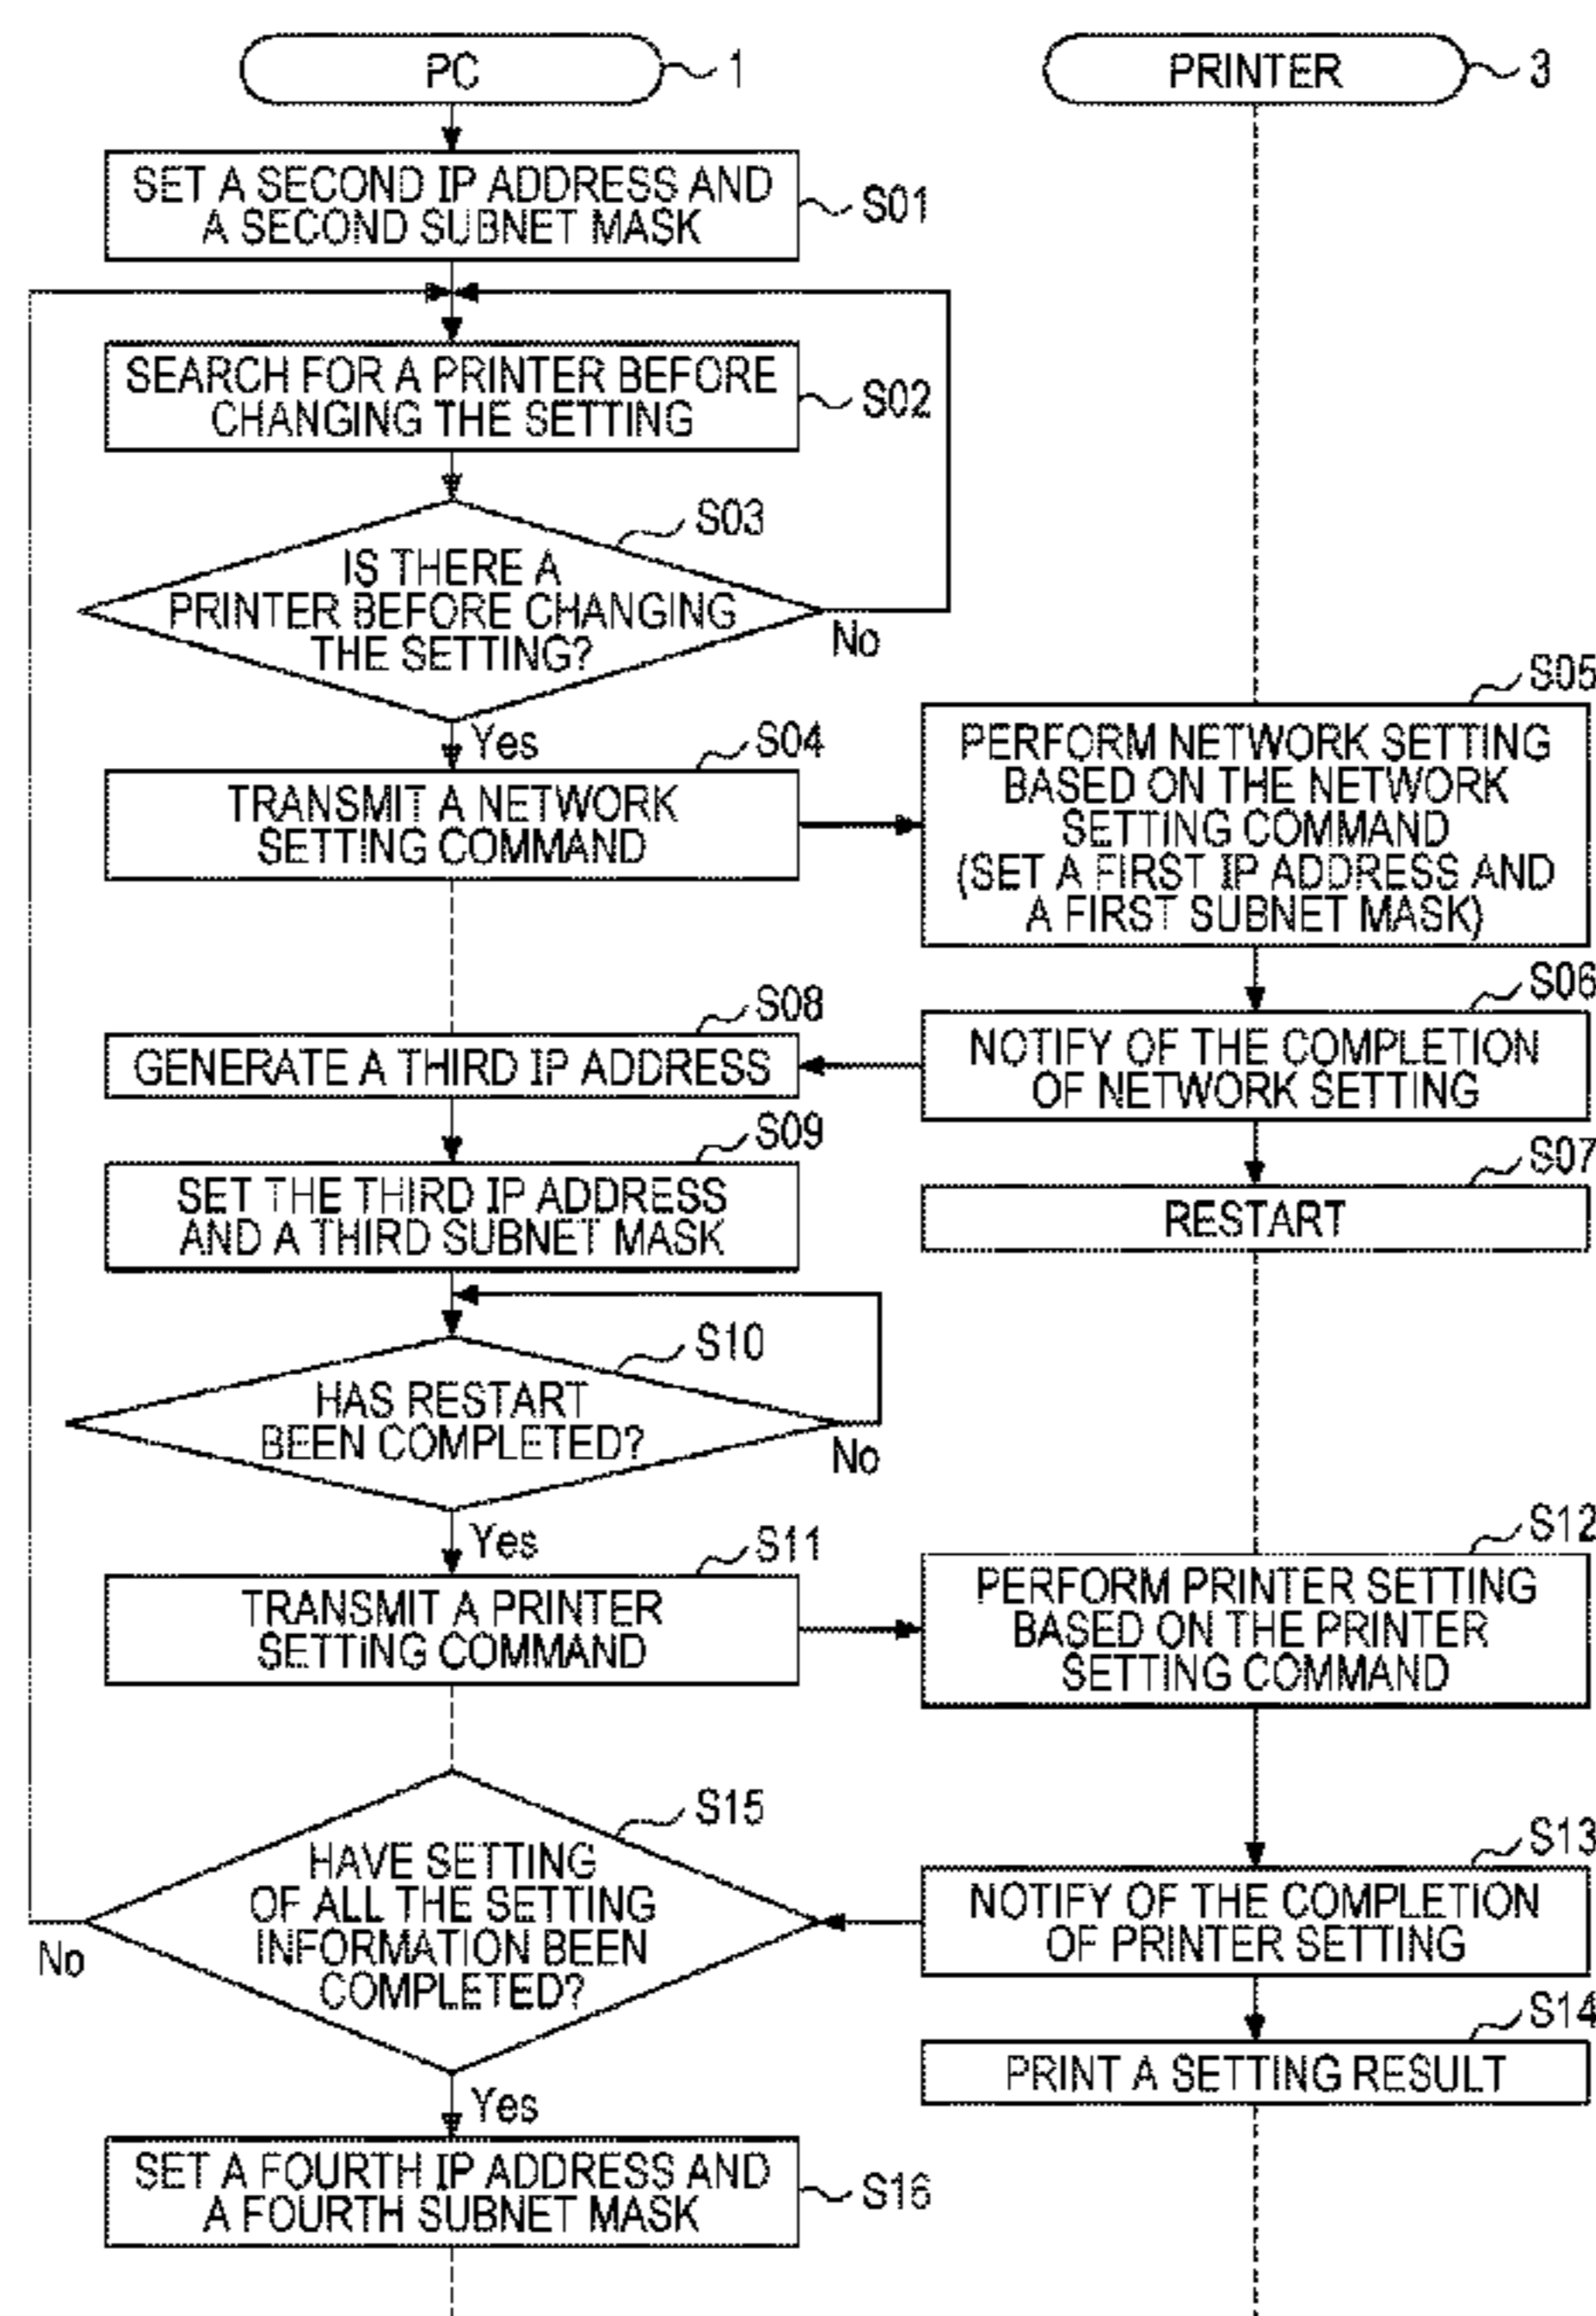 PC
1
PRINTER
3
SET A SECOND IP ADDRESS AND
A SECOND SUBNET MASK
S01
SEARCH FOR A PRINTER BEFORE
CHANGING THE SETTING
S02
S03
IS THERE A
PRINTER BEFORE CHANGING
THE SETTING?
No
Yes
S04
TRANSMIT A NETWORK
SETTING COMMAND
S05
PERFORM NETWORK SETTING
BASED ON THE NETWORK
SETTING COMMAND
(SET A FIRST IP ADDRESS AND
A FIRST SUBNET MASK)
S06
NOTIFY OF THE COMPLETION
OF NETWORK SETTING
S08
GENERATE A THIRD IP ADDRESS
S07
RESTART
S09
SET THE THIRD IP ADDRESS
AND A THIRD SUBNET MASK
S10
HAS RESTART
BEEN COMPLETED?
No
Yes
S11
TRANSMIT A PRINTER
SETTING COMMAND
S12
PERFORM PRINTER SETTING
BASED ON THE PRINTER
SETTING COMMAND
S13
NOTIFY OF THE COMPLETION
OF PRINTER SETTING
S15
HAVE SETTING
OF ALL THE SETTING
INFORMATION BEEN
COMPLETED?
No
Yes
S14
PRINT A SETTING RESULT
SET A FOURTH IP ADDRESS AND
A FOURTH SUBNET MASK
S16